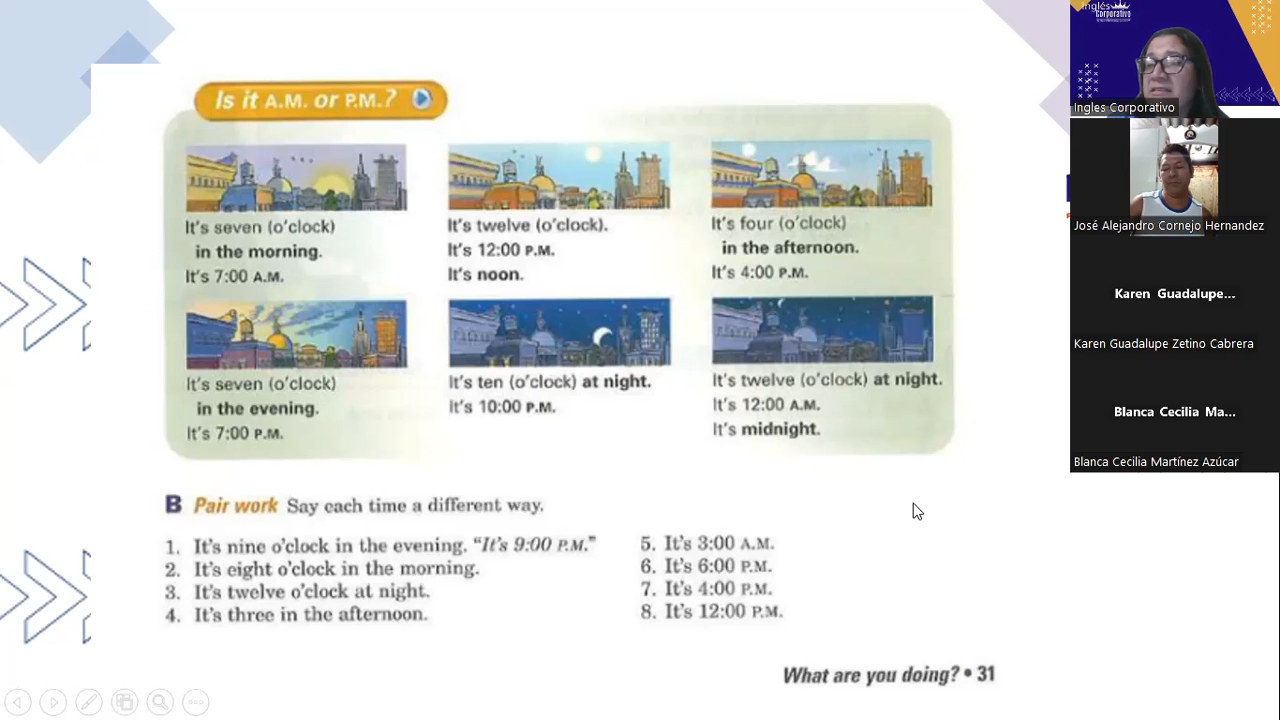 Is it A.M. or P.M.?
It's seven (o'clock)
in the morning.
It's 7:00 A.M.
It's twelve (o'clock).
It's 12:00 P.M.
It's noon.
It's four (o'clock)
in the afternoon.
It's 4:00 P.M.
It's seven (o'clock)
in the evening.
It's 7:00 P.M.
It's ten (o'clock) at night.
It's 10:00 P.M.
It's twelve (o'clock) at night.
It's 12:00 A.M.
It's midnight.
B Pair work Say each time a different way.
1. It's nine o'clock in the evening. "It's 9:00 P.M."
2. It's eight o'clock in the morning.
3. It's twelve o'clock at night.
4. It's three in the afternoon.
5. It's 3:00 A.M.
6. It's 6:00 P.M.
7. It's 4:00 P.M.
8. It's 12:00 P.M.
What are you doing? • 31
Inglés
Corporativo
Ingles Corporativo
José Alejandro Cornejo Hernandez
Karen Guadalupe...
Karen Guadalupe Zetino Cabrera
Blanca Cecilia Ma...
Blanca Cecilia Martínez Azúcar